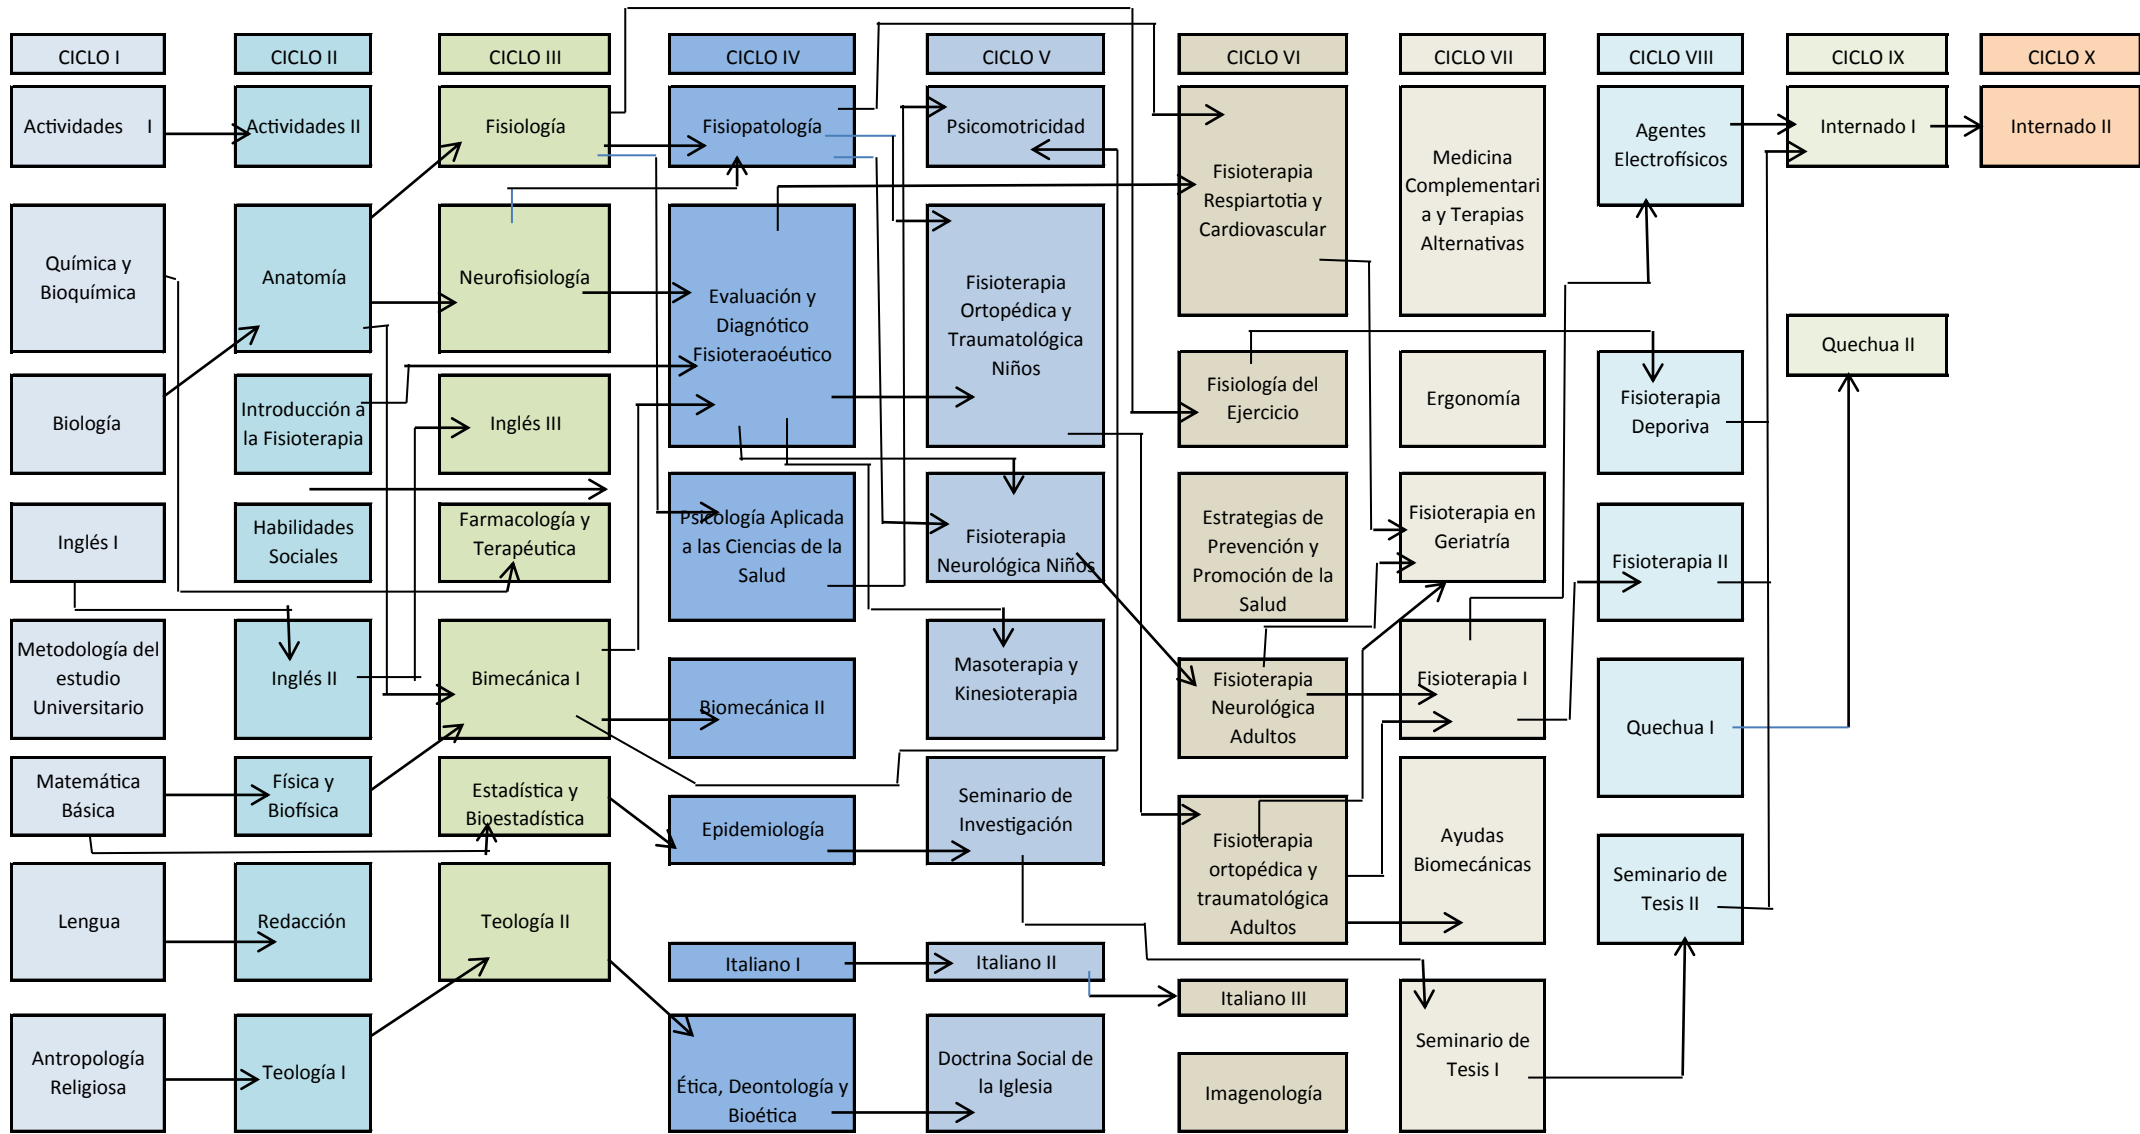 CICLO I
CICLO II
CICLO III
CICLO IV
CICLO V
CICLO VI
CICLO VII
CICLO VIII
CICLO IX
CICLO X
Actividades I
Química y
Bioquímica
Biología
Inglés I
Metodología del
estudio
Universitario
Matemática
Básica
Lengua
Antropología
Religiosa
Actividades II
Anatomía
Introducción a
la Fisioterapia
Habilidades
Sociales
Inglés II
Física y
Biofísica
Redacción
Teología I
Fisiología
Neurofisiología
Inglés III
Farmacología y
Terapéutica
Bimecánica I
Estadística y
Bioestadística
Teología II
Fisiopatología
Evaluación y
Diagnótico
Fisioteraoéutico
Psicología Aplicada
a las Ciencias de la
Salud
Biomecánica II
Epidemiología
Italiano I
Ética, Deontología y
Bioética
Psicomotricidad
Fisioterapia
Ortopédica y
Traumatológica
Niños
Fisioterapia
Neurológica Niños
Masoterapia y
Kinesioterapia
Seminario de
Investigación
Italiano II
Doctrina Social de
la Iglesia
Fisioterapia
Respiartotia y
Cardiovascular
Fisiología del
Ejercicio
Estrategias de
Prevención y
Promoción de la
Salud
Fisioterapia
Neurológica
Adultos
Fisioterapia
ortopédica y
traumatológica
Adultos
Italiano III
Imagenología
Medicina
Complementari
a y Terapias
Alternativas
Ergonomía
Fisioterapia en
Geriatría
Fisioterapia I
Ayudas
Biomecánicas
Seminario de
Tesis I
Agentes
Electrofísicos
Fisioterapia
Deporiva
Fisioterapia II
Quechua I
Seminario de
Tesis II
Internado I
Quechua II
Internado II